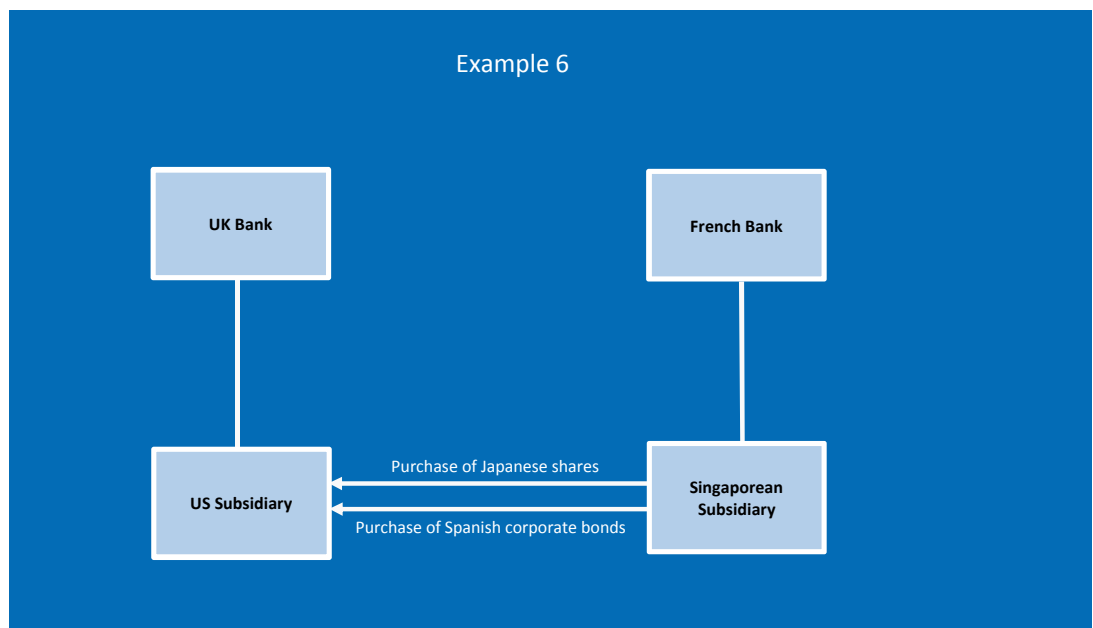 Example 6
UK Bank
French Bank
Purchase of Japanese shares
US Subsidiary
Singaporean
Subsidiary
Purchase of Spanish corporate bonds